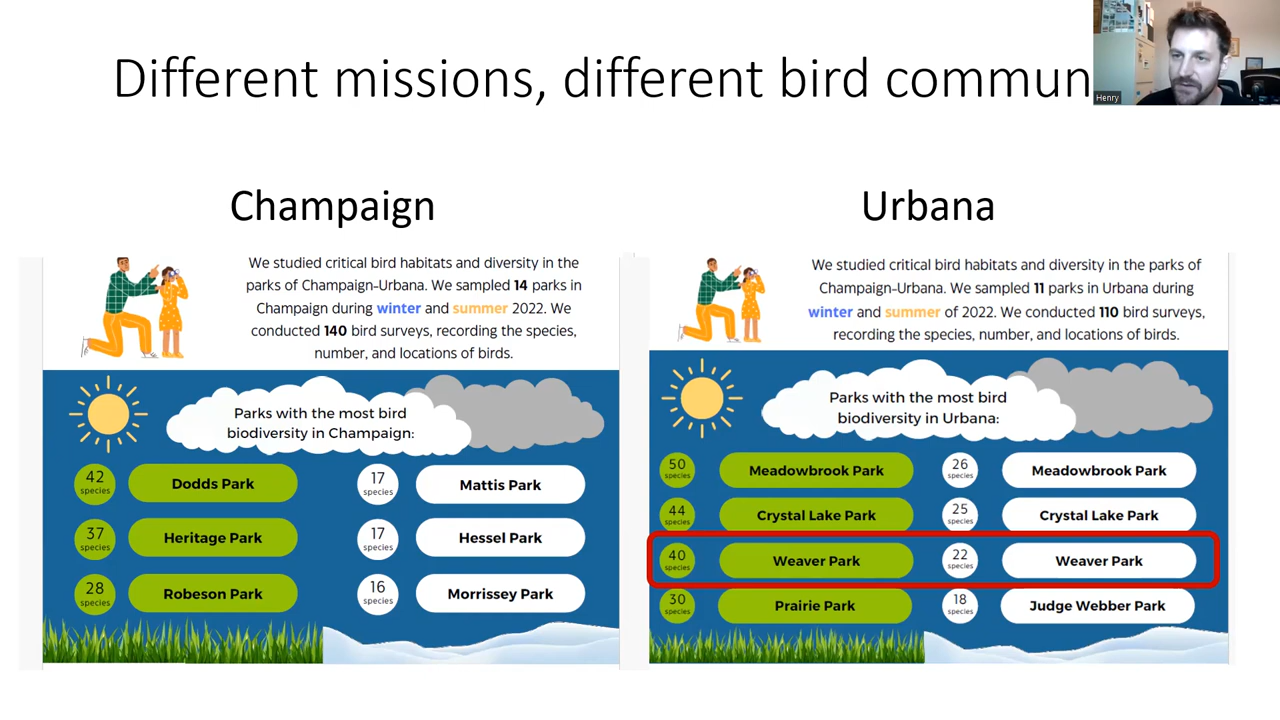 Different missions, different bird commun
Henry
Champaign
We studied critical bird habitats and diversity in the
parks of Champaign-Urbana. We sampled 14 parks in
Champaign during winter and summer 2022. We
conducted 140 bird surveys, recording the species,
number, and locations of birds.
Parks with the most bird
biodiversity in Champaign:
42
species
Dodds Park
17
species
Mattis Park
37
species
Heritage Park
17
species
Hessel Park
28
species
Robeson Park
16
species
Morrissey Park
Urbana
We studied critical bird habitats and diversity in the parks of
Champaign-Urbana. We sampled 11 parks in Urbana during
winter and summer of 2022. We conducted 110 bird surveys,
recording the species, number, and locations of birds.
Parks with the most bird
biodiversity in Urbana:
50
species
Meadowbrook Park
26
species
Meadowbrook Park
44
species
Crystal Lake Park
25
species
Crystal Lake Park
40
species
Weaver Park
22
species
Weaver Park
30
species
Prairie Park
18
species
Judge Webber Park